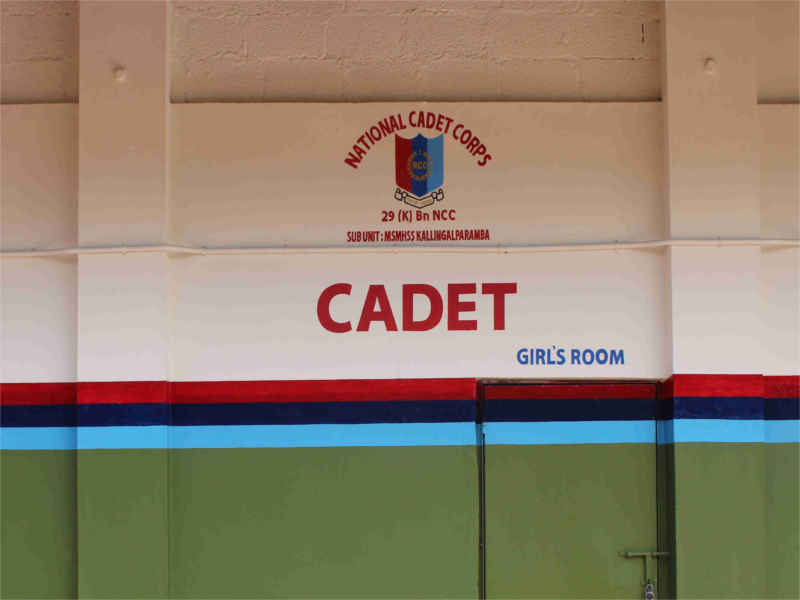 NATIONAL CADET CORPS
NCC
29 (K) Bn NCC
SUB UNIT : MSMHSS KALLINGALPARAMBA
CADET
GIRL'S ROOM